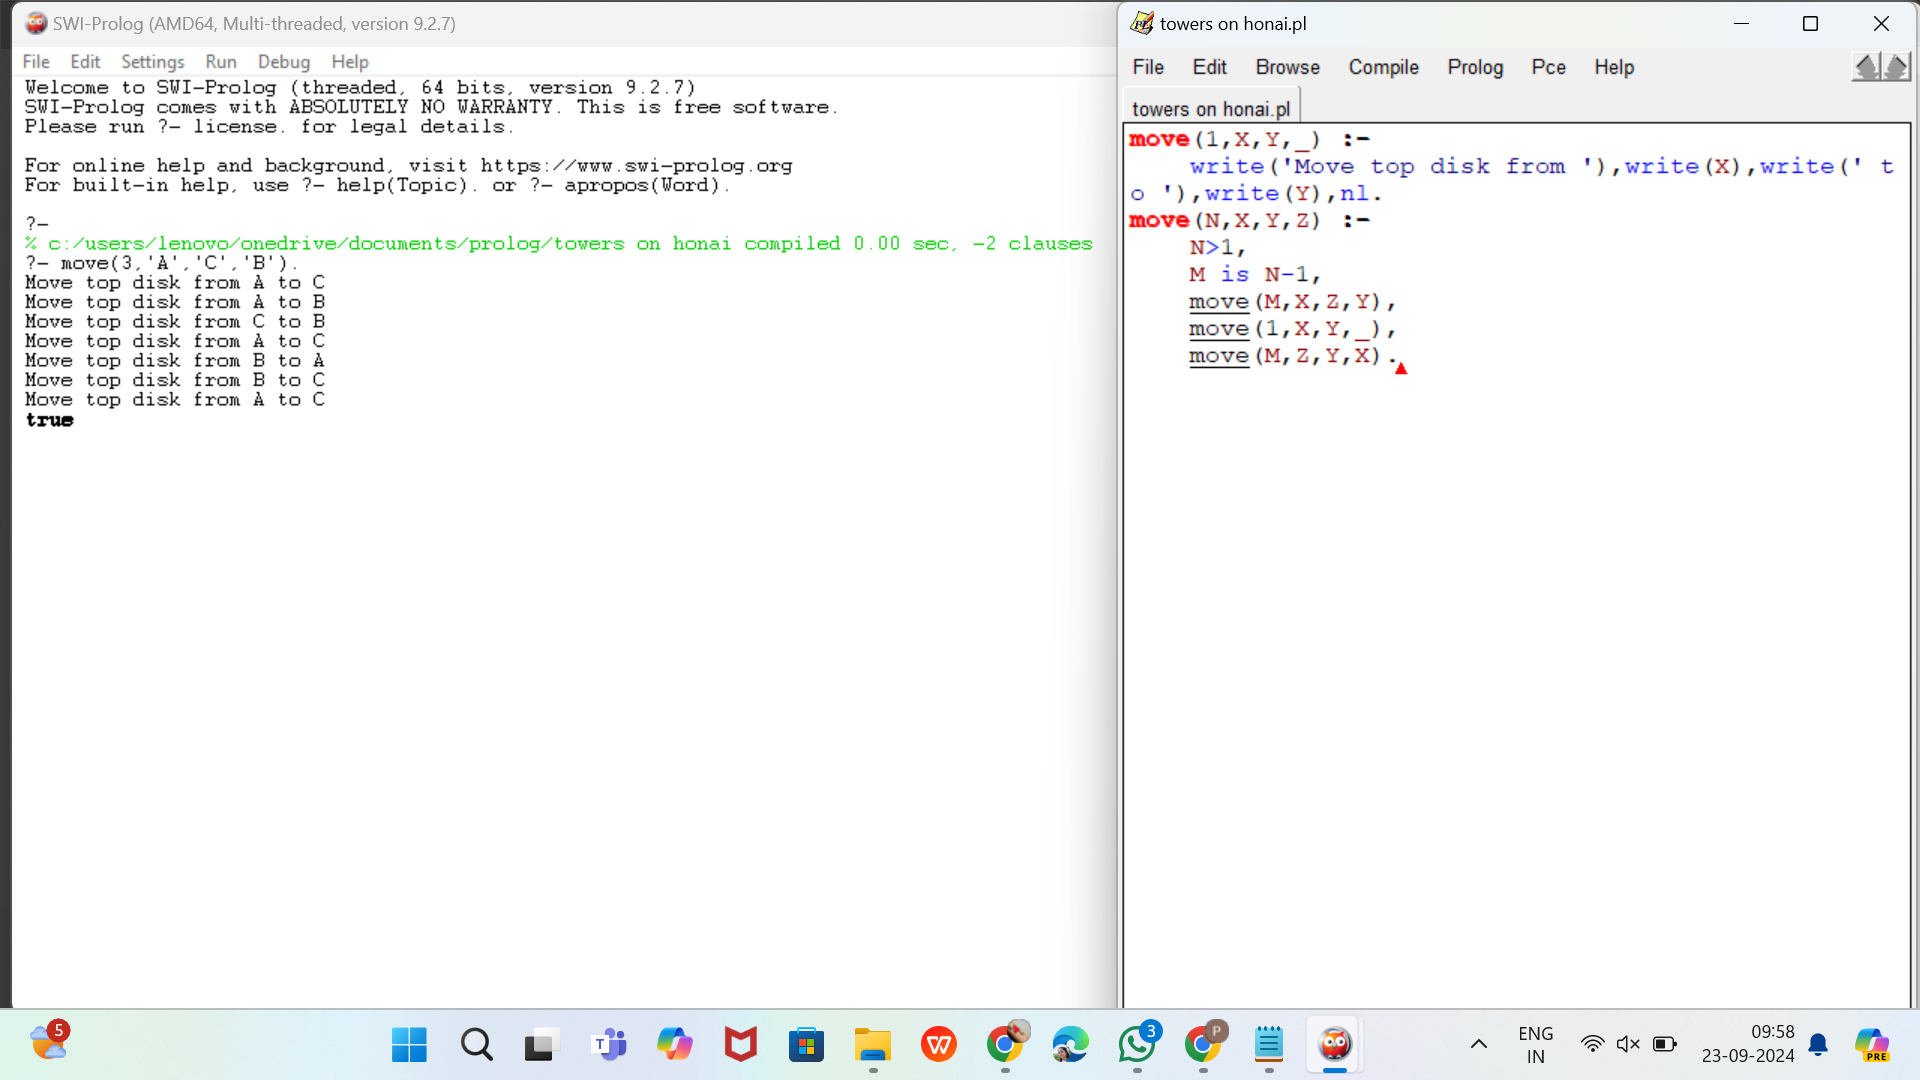 SWI-Prolog (AMD64, Multi-threaded, version 9.2.7)
File Edit Settings Run Debug Help
Welcome to SWI-Prolog (threaded, 64 bits, version 9.2.7)
SWI-Prolog comes with ABSOLUTELY NO WARRANTY. This is free software.
Please run ?- license. for legal details.
For online help and background, visit https://www.swi-prolog.org
For built-in help, use ?- help(Topic). or ?- apropos(Word).
?-
% c:/users/lenovo/onedrive/documents/prolog/towers on honai compiled 0.00 sec, -2 clauses
?- move(3,'A','C','B').
Move top disk from A to C
Move top disk from A to B
Move top disk from C to B
Move top disk from A to C
Move top disk from B to A
Move top disk from B to C
Move top disk from A to C
true
towers on honai.pl
File Edit Browse Compile Prolog Pce Help
towers on honai.pl
move(1,X,Y,_) :-
write('Move top disk from '),write(X),write(' t
o '),write(Y),nl.
move(N,X,Y,Z) :-
N>1,
M is N-1,
move(M,X,Z,Y),
move(1,X,Y,_),
move(M,Z,Y,X).
5
T
W
3
P
ENG
IN
09:58
23-09-2024
PRE